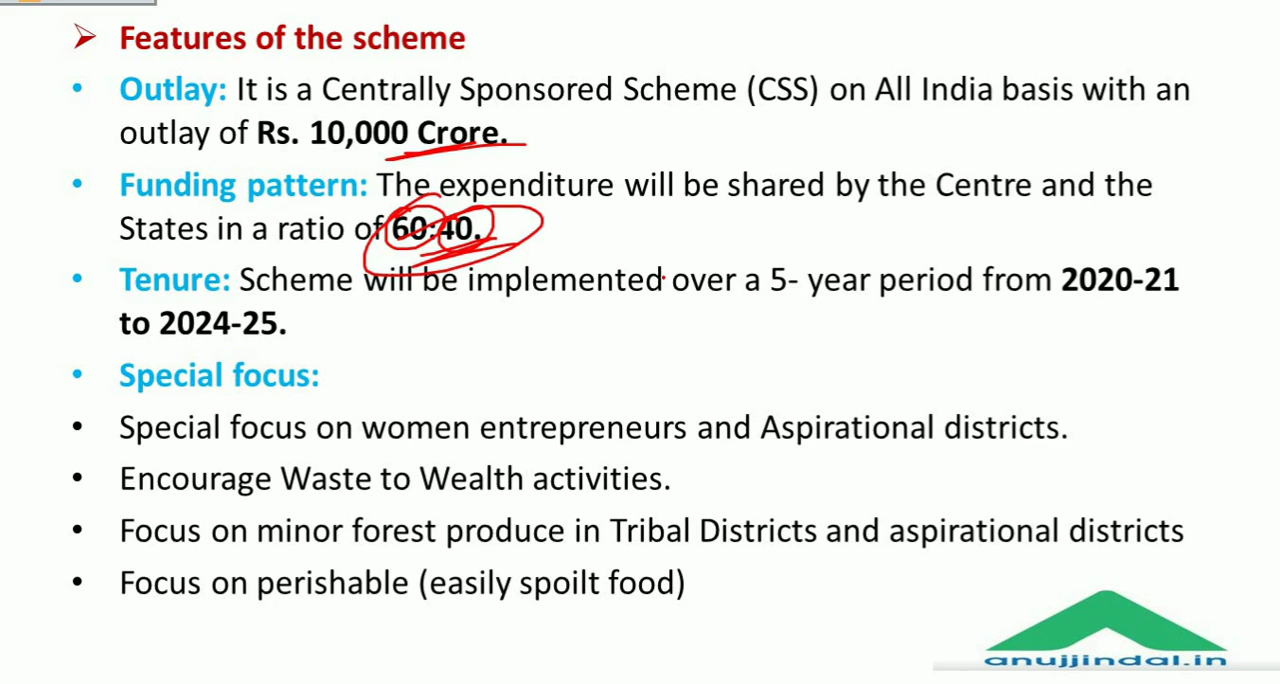 Features of the scheme
• Outlay: It is a Centrally Sponsored Scheme (CSS) on All India basis with an
outlay of Rs. 10,000 Crore.
• Funding pattern: The expenditure will be shared by the Centre and the
States in a ratio of 60:40.
• Tenure: Scheme will be implemented over a 5- year period from 2020-21
to 2024-25.
• Special focus:
• Special focus on women entrepreneurs and Aspirational districts.
• Encourage Waste to Wealth activities.
• Focus on minor forest produce in Tribal Districts and aspirational districts
• Focus on perishable (easily spoilt food)
anujjindal.in